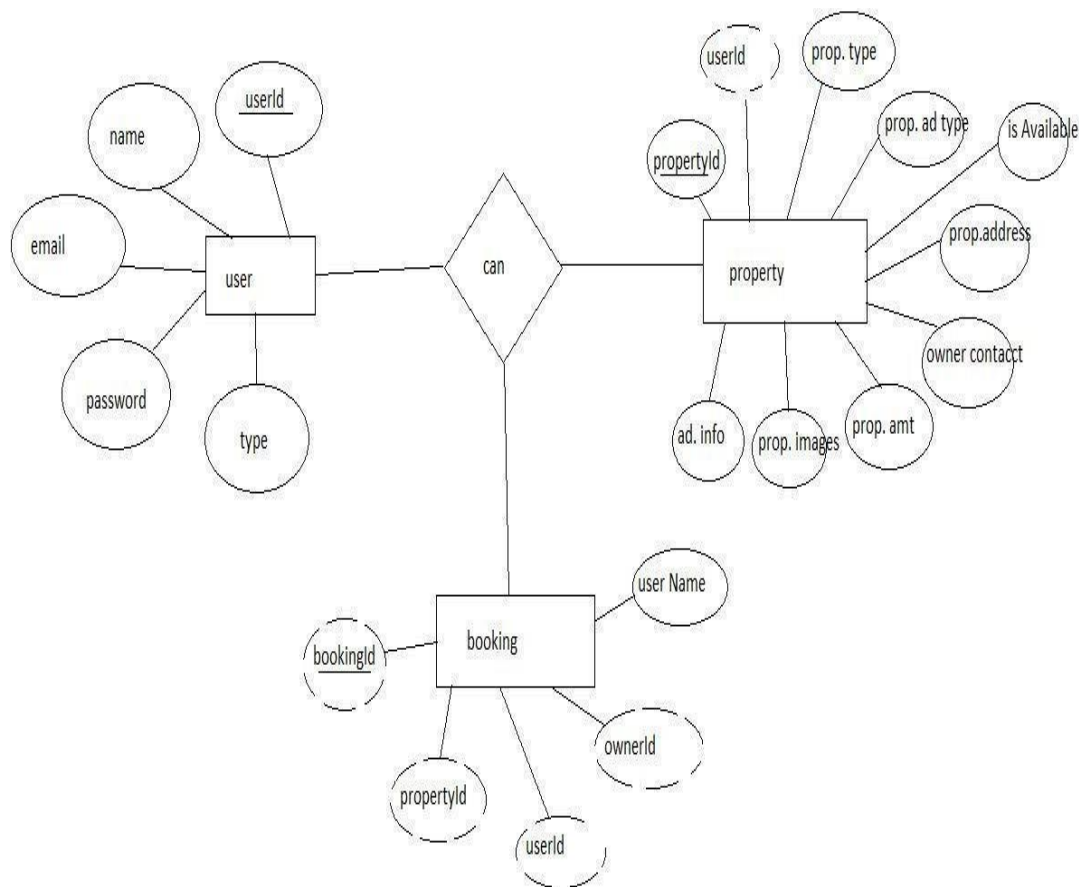 userId
name
email
user
password
type
can
userId
prop. type
prop. ad type
is Available
propertyId
prop.address
property
owner contacct
ad. info
prop. images
prop. amt
user Name
booking
bookingId
ownerId
propertyId
userId